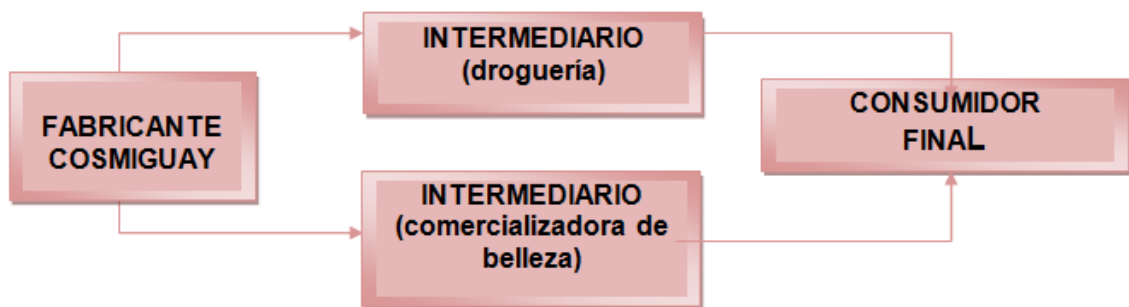 FABRICANTE
COSMIGUAY
INTERMEDIARIO
(droguería)
INTERMEDIARIO
(comercializadora de
belleza)
CONSUMIDOR
FINAL